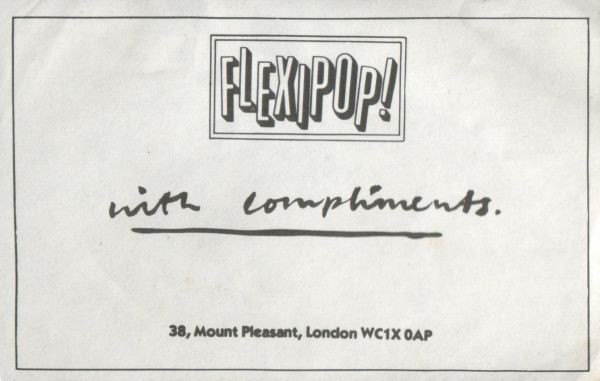 FLEXIPOP!
with compliments.
38, Mount Pleasant, London WC1X 0AP